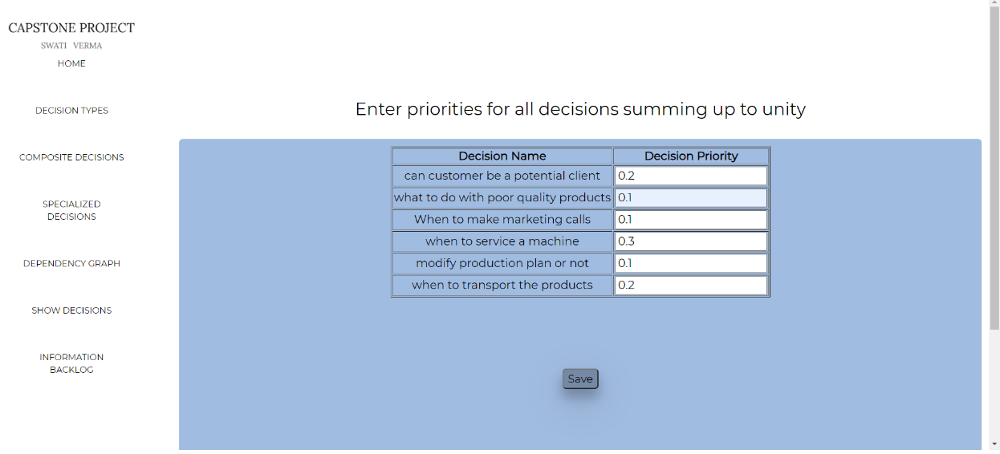 CAPSTONE PROJECT
SWATI VERMA
HOME
DECISION TYPES
COMPOSITE DECISIONS
SPECIALIZED
DECISIONS
DEPENDENCY GRAPH
SHOW DECISIONS
INFORMATION
BACKLOG
Enter priorities for all decisions summing up to unity
Decision Name Decision Priority
can customer be a potential client 0.2
what to do with poor quality products 0.1
When to make marketing calls 0.1
when to service a machine 0.3
modify production plan or not 0.1
when to transport the products 0.2
Save